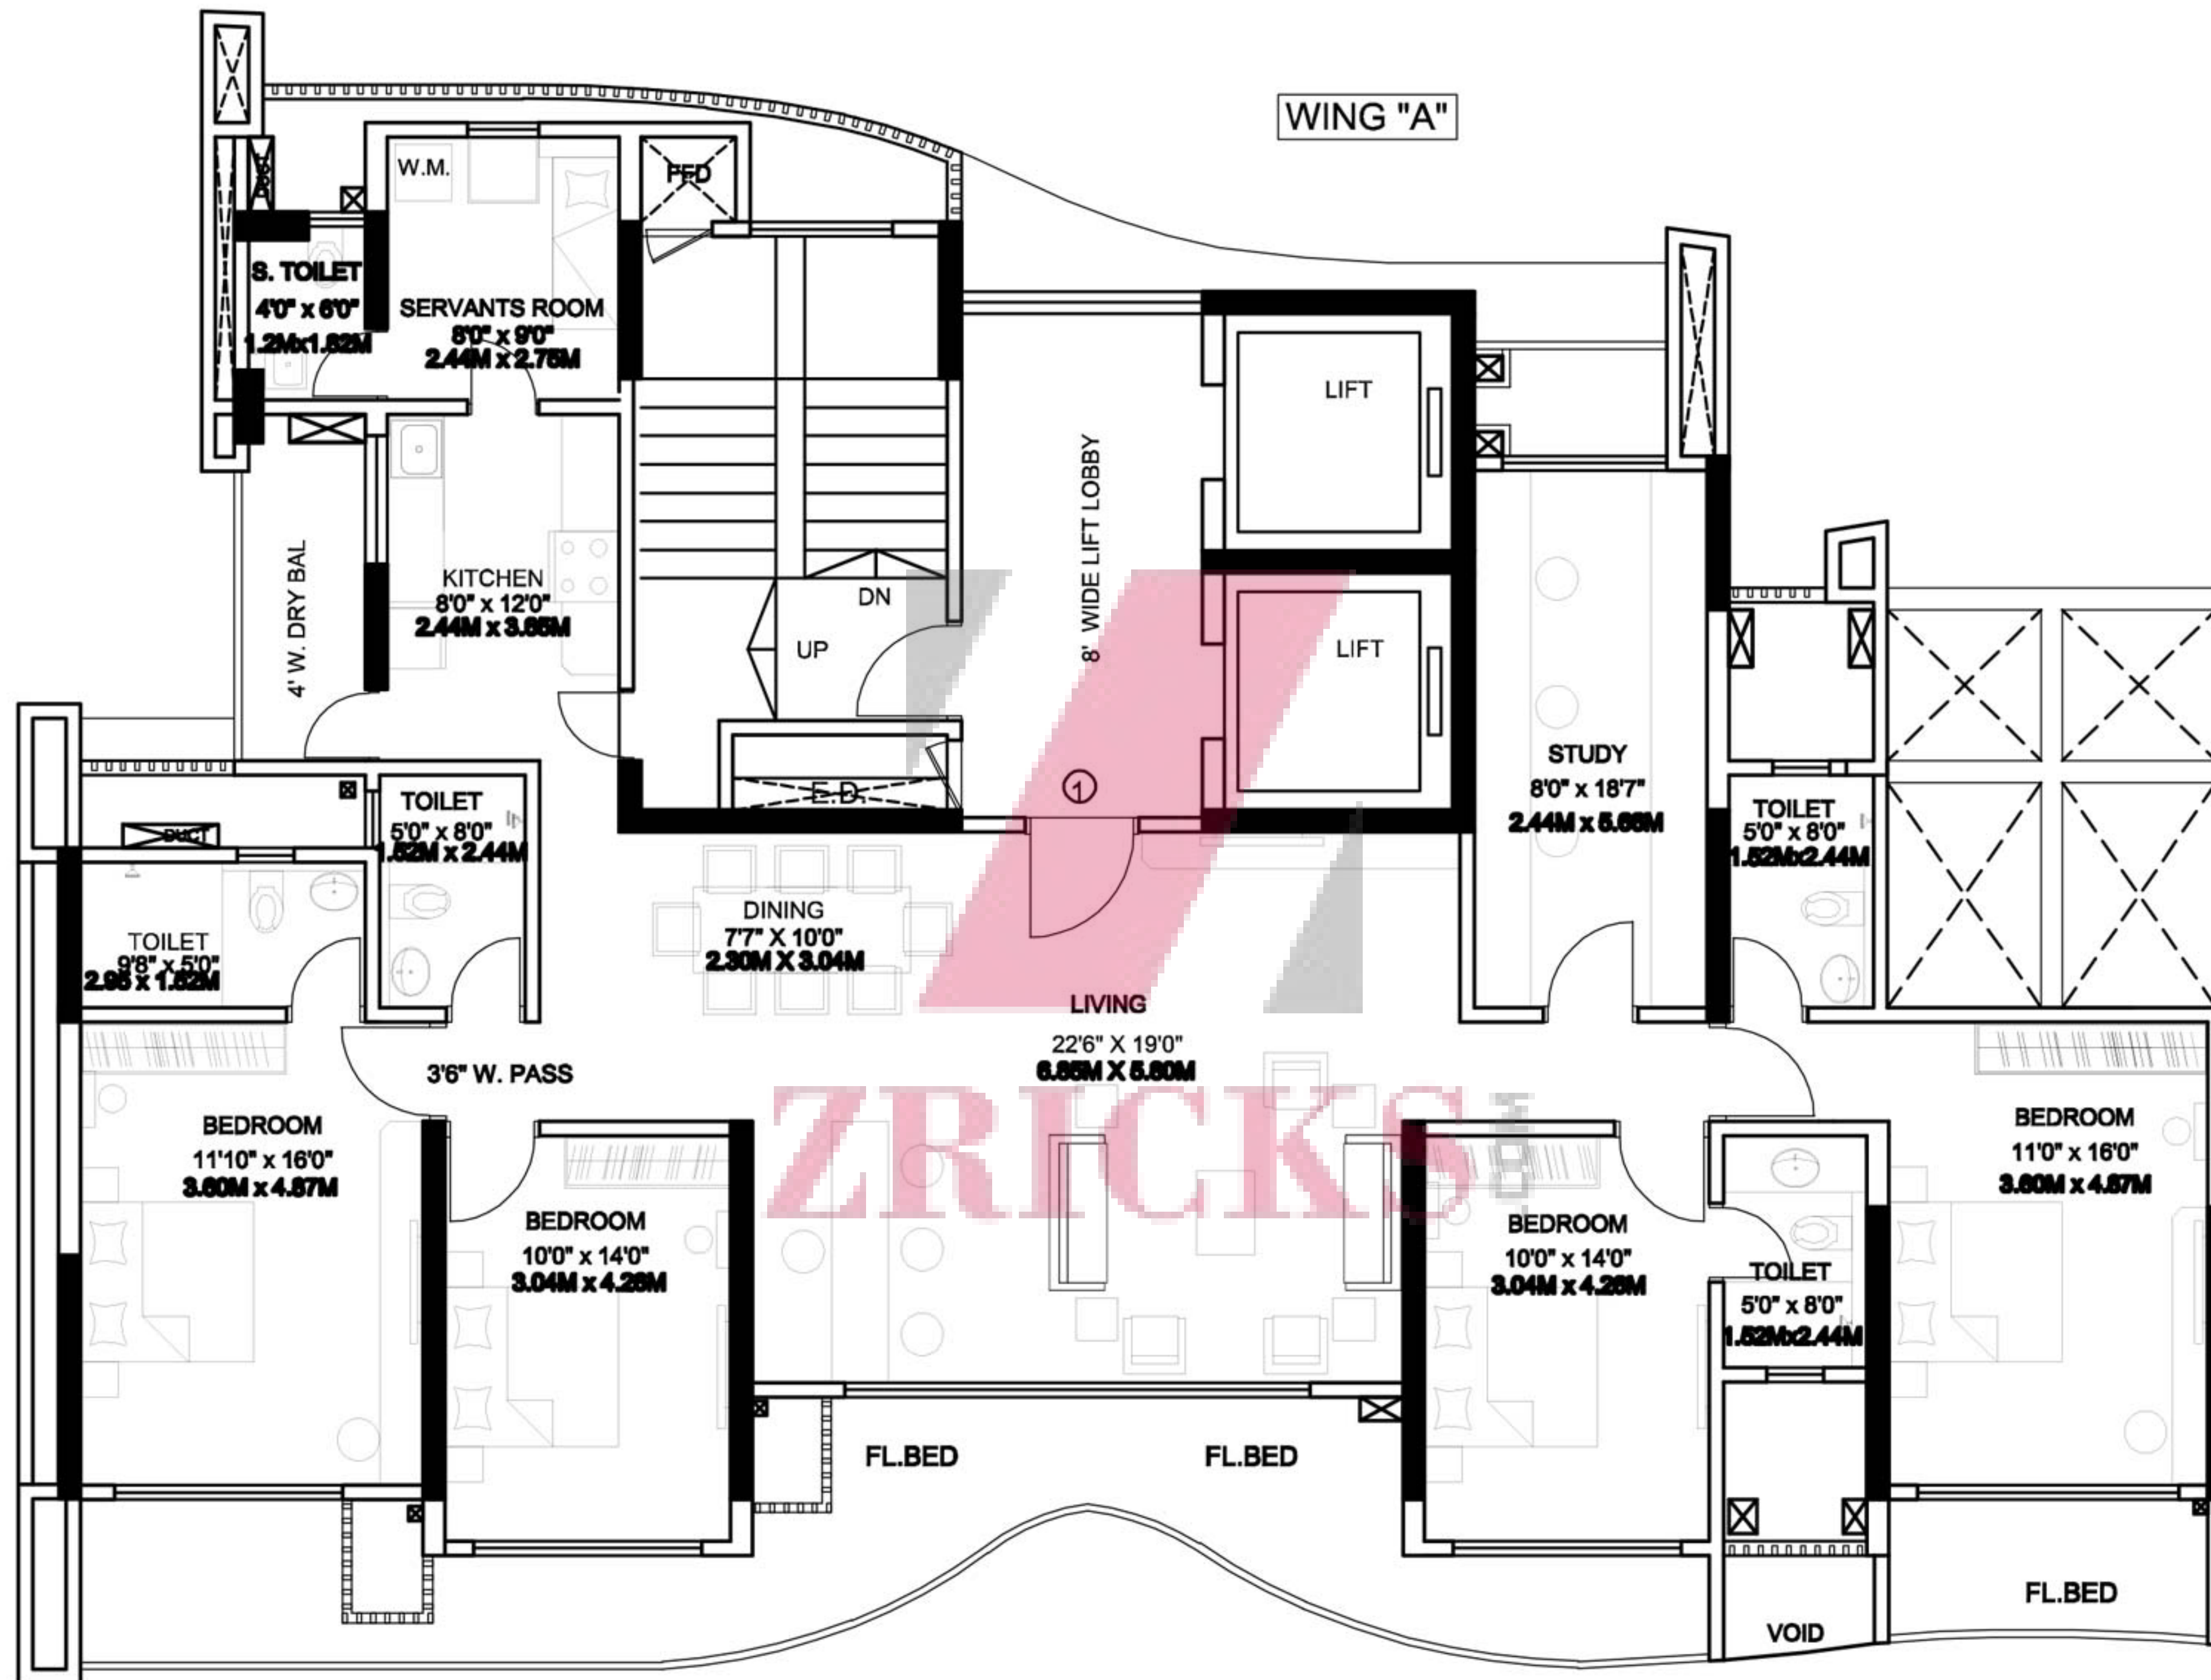 WING "A"
W.M.
FFD
DUCT
S. TOILET
4'0" x 6'0"
1.2Mx1.82M
SERVANTS ROOM
8'0" x 9'0"
2.44M x 2.75M
LIFT
8' WIDE LIFT LOBBY
4' W. DRY BAL
KITCHEN
8'0" x 12'0"
2.44M x 3.65M
DN
UP
LIFT
STUDY
8'0" x 18'7"
2.44M x 5.66M
E.D.
1
TOILET
5'0" x 8'0"
1.52M x 2.44M
DUCT
TOILET
5'0" x 8'0"
1.52Mx2.44M
DINING
7'7" X 10'0"
2.30M X 3.04M
TOILET
9'8" x 5'0"
2.95 x 1.52M
LIVING
22'6" X 19'0"
6.85M X 5.80M
3'6" W. PASS
ZRICKS
.COM
BEDROOM
11'10" x 16'0"
3.60M x 4.87M
BEDROOM
11'0" x 16'0"
3.60M x 4.87M
BEDROOM
10'0" x 14'0"
3.04M x 4.26M
BEDROOM
10'0" x 14'0"
3.04M x 4.26M
TOILET
5'0" x 8'0"
1.52Mx2.44M
FL.BED
FL.BED
FL.BED
VOID